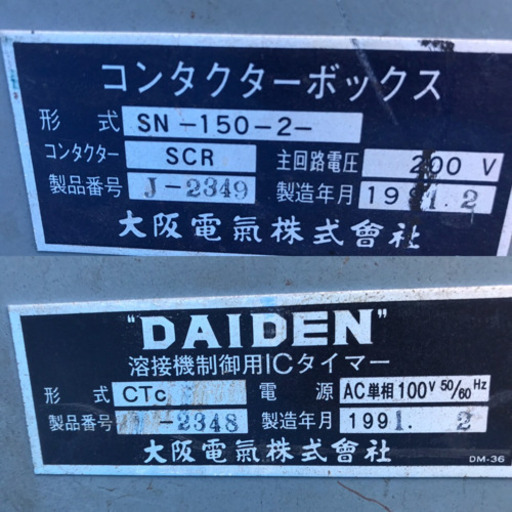 コンタクターボックス
形 式 SN-150-2-
コンタクター SCR 主回路電圧 200 V
製品番号 J-2349 製造年月 1991.2
大阪電氣株式會社
"DAIDEN"
溶接機制御用ICタイマー
形 式 CTc 電 源 AC単相100V 50/60Hz
製品番号 -2348 製造年月 1991. 2
大阪電氣株式會社
DM-36